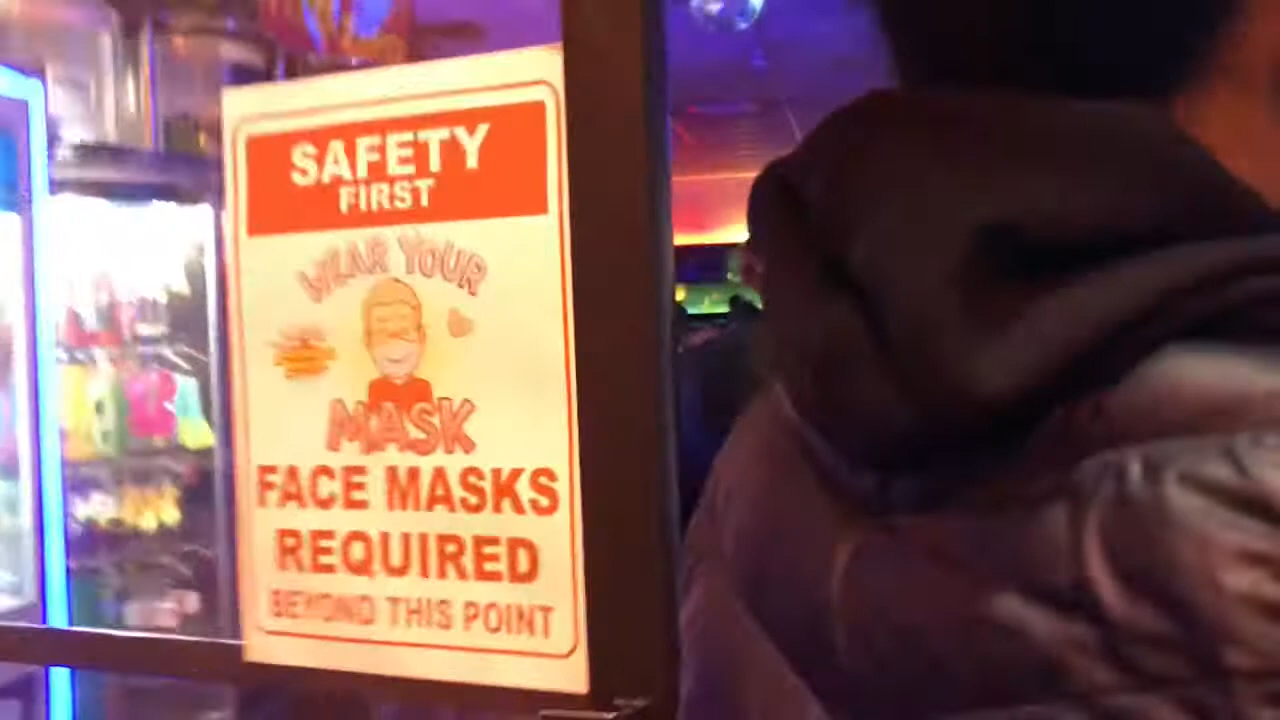 SAFETY
FIRST
WEAR YOUR
MASK
FACE MASKS
REQUIRED
BEYOND THIS POINT